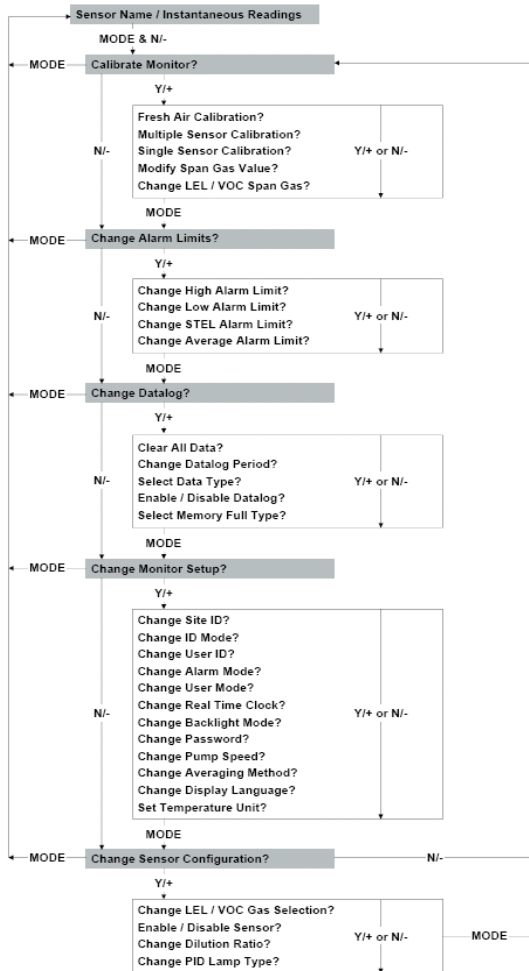 Sensor Name / Instantaneous Readings
MODE & N/-
MODE
Calibrate Monitor?
Y/+
N/-
Fresh Air Calibration?
Multiple Sensor Calibration?
Single Sensor Calibration?
Modify Span Gas Value?
Change LEL / VOC Span Gas?
Y/+ or N/-
MODE
MODE
Change Alarm Limits?
Y/+
N/-
Change High Alarm Limit?
Change Low Alarm Limit?
Change STEL Alarm Limit?
Change Average Alarm Limit?
Y/+ or N/-
MODE
MODE
Change Datalog?
Y/+
N/-
Clear All Data?
Change Datalog Period?
Select Data Type?
Enable / Disable Datalog?
Select Memory Full Type?
Y/+ or N/-
MODE
MODE
Change Monitor Setup?
Y/+
N/-
Change Site ID?
Change ID Mode?
Change User ID?
Change Alarm Mode?
Change User Mode?
Change Real Time Clock?
Change Backlight Mode?
Change Password?
Change Pump Speed?
Change Averaging Method?
Change Display Language?
Set Temperature Unit?
Y/+ or N/-
MODE
MODE
Change Sensor Configuration?
N/-
Y/+
Change LEL / VOC Gas Selection?
Enable / Disable Sensor?
Change Dilution Ratio?
Change PID Lamp Type?
Y/+ or N/-
MODE